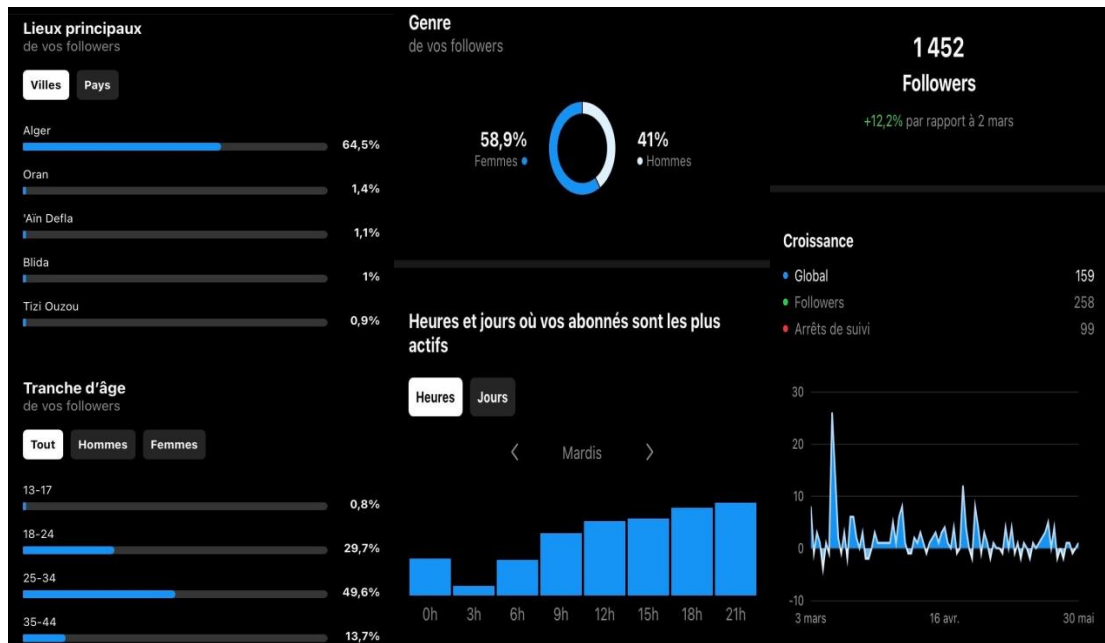 Lieux principaux
de vos followers
Villes Pays
Alger
64,5%
Oran
1,4%
'Aïn Defla
1,1%
Blida
1%
Tizi Ouzou
0,9%
Tranche d'âge
de vos followers
Tout Hommes Femmes
13-17
0,8%
18-24
29,7%
25-34
49,6%
35-44
13,7%
Genre
de vos followers
58,9%
Femmes
41%
Hommes
Heures et jours où vos abonnés sont les plus
actifs
Heures Jours
Mardis
0h 3h 6h 9h 12h 15h 18h 21h
1 452
Followers
+12,2% par rapport à 2 mars
Croissance
Global 159
Followers 258
Arrêts de suivi 99
30
20
10
0
-10
3 mars 16 avr. 30 mai